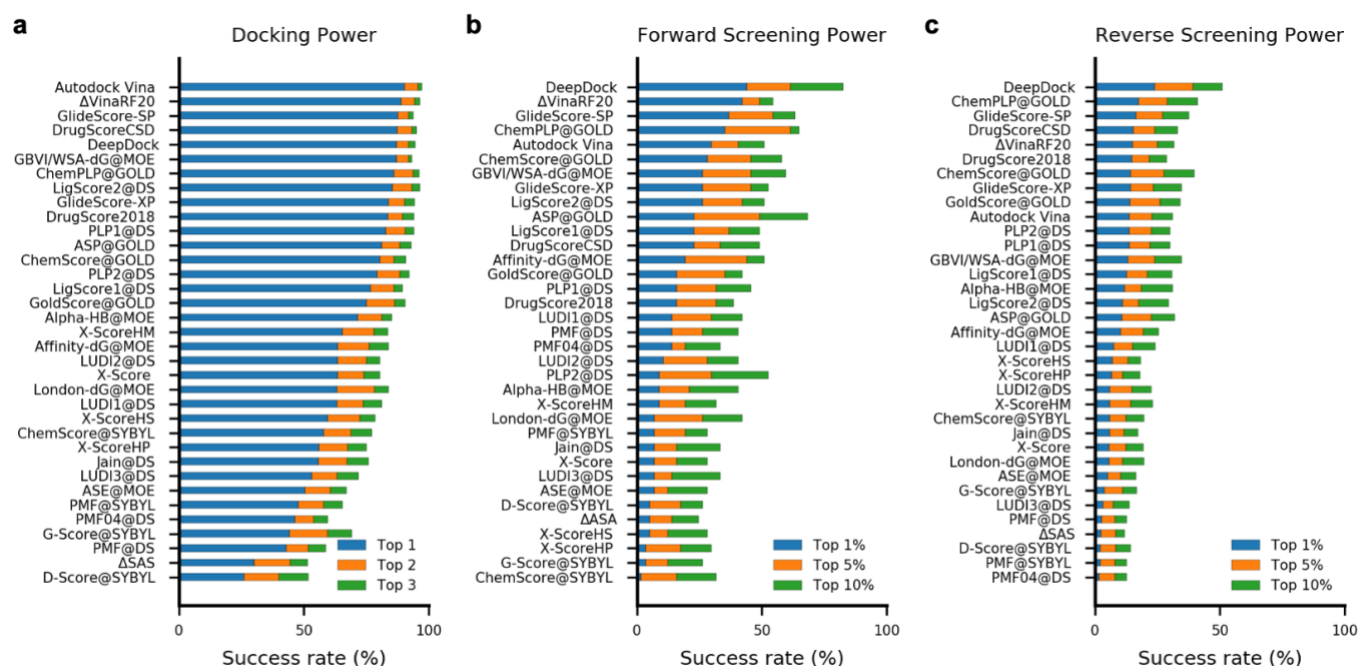 a
Docking Power
Autodock Vina
ΔVinaRF20
GlideScore-SP
DrugScoreCSD
DeepDock
GBVI/WSA-dG@MOE
ChemPLP@GOLD
LigScore2@DS
GlideScore-XP
DrugScore2018
PLP1@DS
ASP@GOLD
ChemScore@GOLD
PLP2@DS
LigScore1@DS
GoldScore@GOLD
Alpha-HB@MOE
X-ScoreHM
Affinity-dG@MOE
LUDI2@DS
X-Score
London-dG@MOE
LUDI1@DS
X-ScoreHS
ChemScore@SYBYL
X-ScoreHP
Jain@DS
LUDI3@DS
ASE@MOE
PMF@SYBYL
PMF04@DS
G-Score@SYBYL
PMF@DS
ΔSAS
D-Score@SYBYL
Top 1
Top 2
Top 3
0 50 100
Success rate (%)
b
Forward Screening Power
DeepDock
ΔVinaRF20
GlideScore-SP
ChemPLP@GOLD
Autodock Vina
ChemScore@GOLD
GBVI/WSA-dG@MOE
GlideScore-XP
LigScore2@DS
ASP@GOLD
LigScore1@DS
DrugScoreCSD
Affinity-dG@MOE
GoldScore@GOLD
PLP1@DS
DrugScore2018
LUDI1@DS
PMF@DS
PMF04@DS
LUDI2@DS
PLP2@DS
Alpha-HB@MOE
X-ScoreHM
London-dG@MOE
PMF@SYBYL
Jain@DS
X-Score
LUDI3@DS
ASE@MOE
D-Score@SYBYL
ΔASA
X-ScoreHS
X-ScoreHP
G-Score@SYBYL
ChemScore@SYBYL
Top 1%
Top 5%
Top 10%
0 50 100
Success rate (%)
c
Reverse Screening Power
DeepDock
ChemPLP@GOLD
GlideScore-SP
DrugScoreCSD
ΔVinaRF20
DrugScore2018
ChemScore@GOLD
GlideScore-XP
GoldScore@GOLD
Autodock Vina
PLP2@DS
PLP1@DS
GBVI/WSA-dG@MOE
LigScore1@DS
Alpha-HB@MOE
LigScore2@DS
ASP@GOLD
Affinity-dG@MOE
LUDI1@DS
X-ScoreHS
X-ScoreHP
LUDI2@DS
X-ScoreHM
ChemScore@SYBYL
Jain@DS
X-Score
London-dG@MOE
ASE@MOE
G-Score@SYBYL
LUDI3@DS
PMF@DS
ΔSAS
D-Score@SYBYL
PMF@SYBYL
PMF04@DS
Top 1%
Top 5%
Top 10%
0 50 100
Success rate (%)